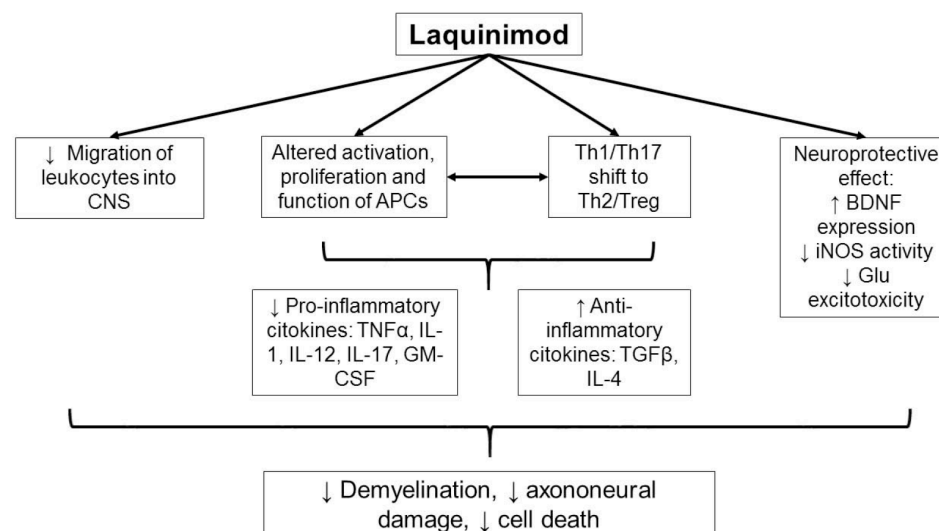 Laquinimod
↓ Migration of
leukocytes into
CNS
Altered activation,
proliferation and
function of APCs
Th1/Th17
shift to
Th2/Treg
Neuroprotective
effect:
↑ BDNF
expression
↓ iNOS activity
↓ Glu
excitotoxicity
↓ Pro-inflammatory
citokines: TNFα, IL-
1, IL-12, IL-17, GM-
CSF
↑ Anti-
inflammatory
citokines: TGFβ,
IL-4
↓ Demyelination, ↓ axononeural
damage, ↓ cell death